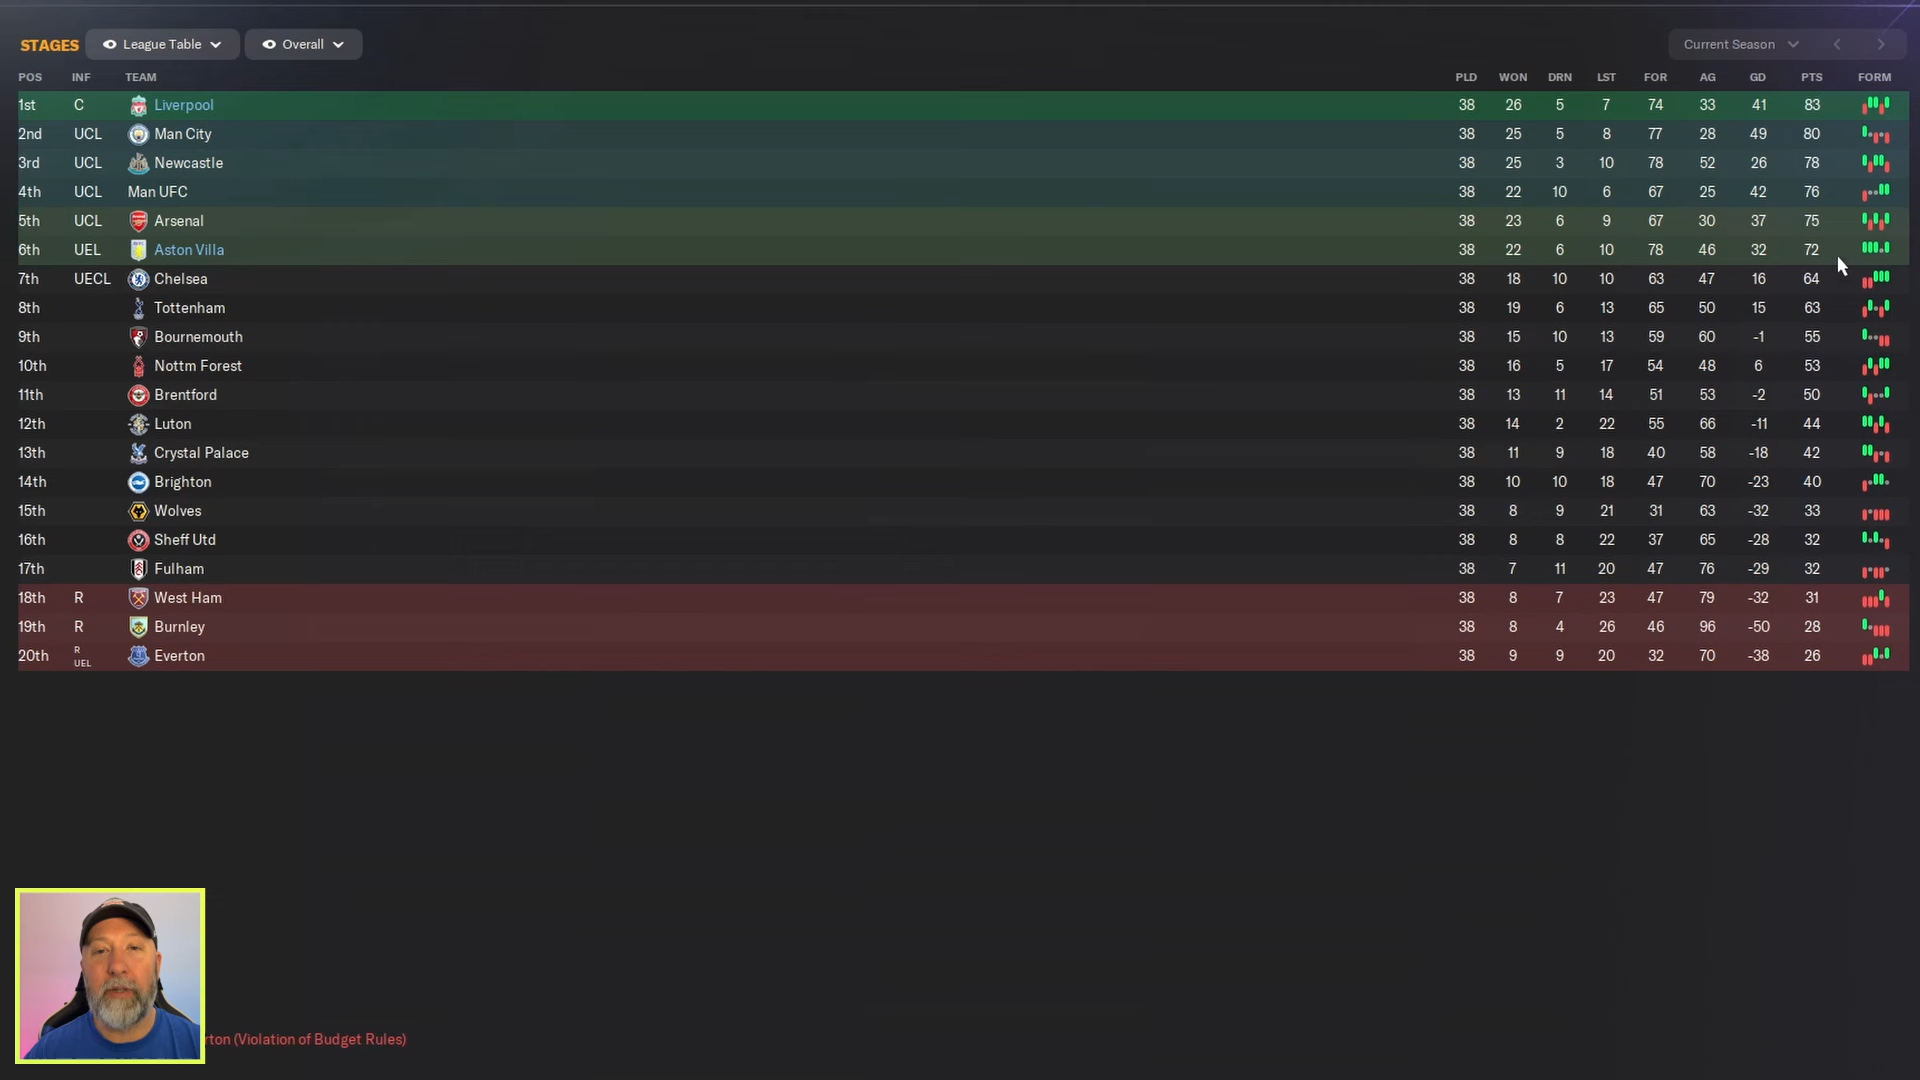 STAGES League Table Overall Current Season
POS INF TEAM PLD WON DRN LST FOR AG GD PTS FORM
1st C Liverpool 38 26 5 7 74 33 41 83
2nd UCL Man City 38 25 5 8 77 28 49 80
3rd UCL Newcastle 38 25 3 10 78 52 26 78
4th UCL Man UFC 38 22 10 6 67 25 42 76
5th UCL Arsenal 38 23 6 9 67 30 37 75
6th UEL Aston Villa 38 22 6 10 78 46 32 72
7th UECL Chelsea 38 18 10 10 63 47 16 64
8th Tottenham 38 19 6 13 65 50 15 63
9th Bournemouth 38 15 10 13 59 60 -1 55
10th Nottm Forest 38 16 5 17 54 48 6 53
11th Brentford 38 13 11 14 51 53 -2 50
12th Luton 38 14 2 22 55 66 -11 44
13th Crystal Palace 38 11 9 18 40 58 -18 42
14th Brighton 38 10 10 18 47 70 -23 40
15th Wolves 38 8 9 21 31 63 -32 33
16th Sheff Utd 38 8 8 22 37 65 -28 32
17th Fulham 38 7 11 20 47 76 -29 32
18th R West Ham 38 8 7 23 47 79 -32 31
19th R Burnley 38 8 4 26 46 96 -50 28
20th R UEL Everton 38 9 9 20 32 70 -38 26
rton (Violation of Budget Rules)